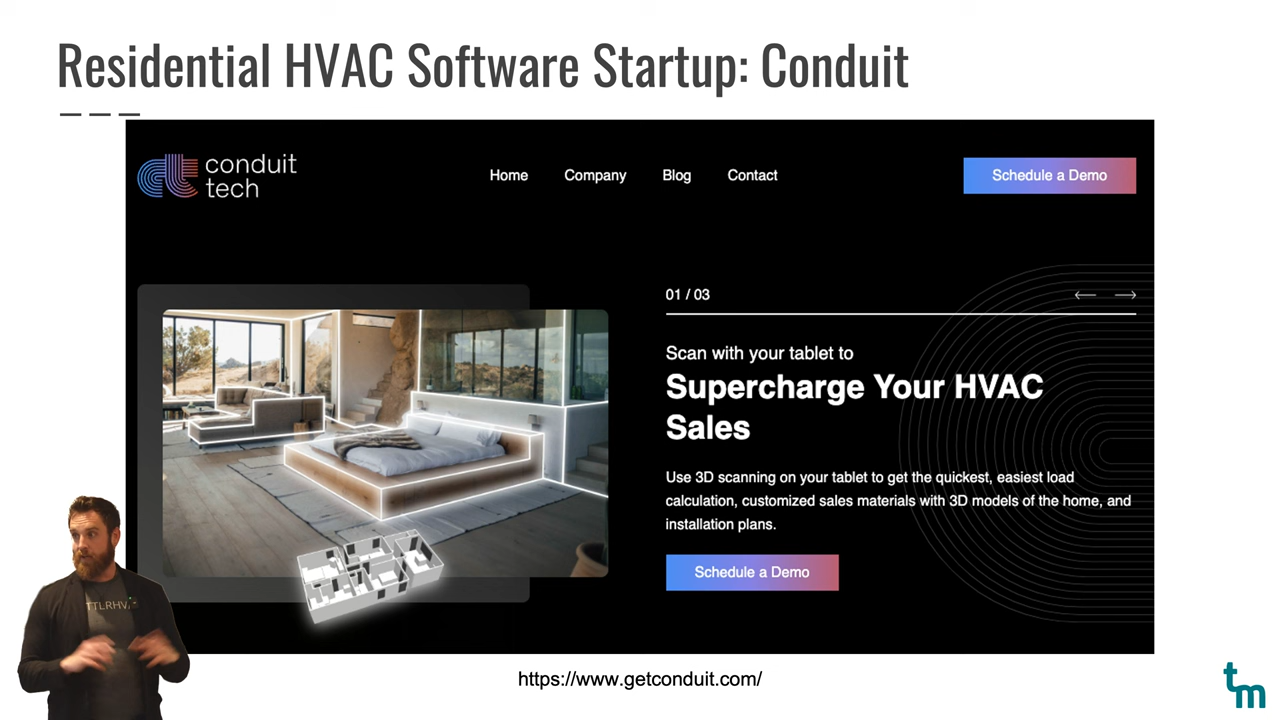 Residential HVAC Software Startup: Conduit
conduit
tech
Home Company Blog Contact
Schedule a Demo
01 / 03
Scan with your tablet to
Supercharge Your HVAC
Sales
Use 3D scanning on your tablet to get the quickest, easiest load
calculation, customized sales materials with 3D models of the home, and
installation plans.
Schedule a Demo
TTLRHV
https://www.getconduit.com/
tm